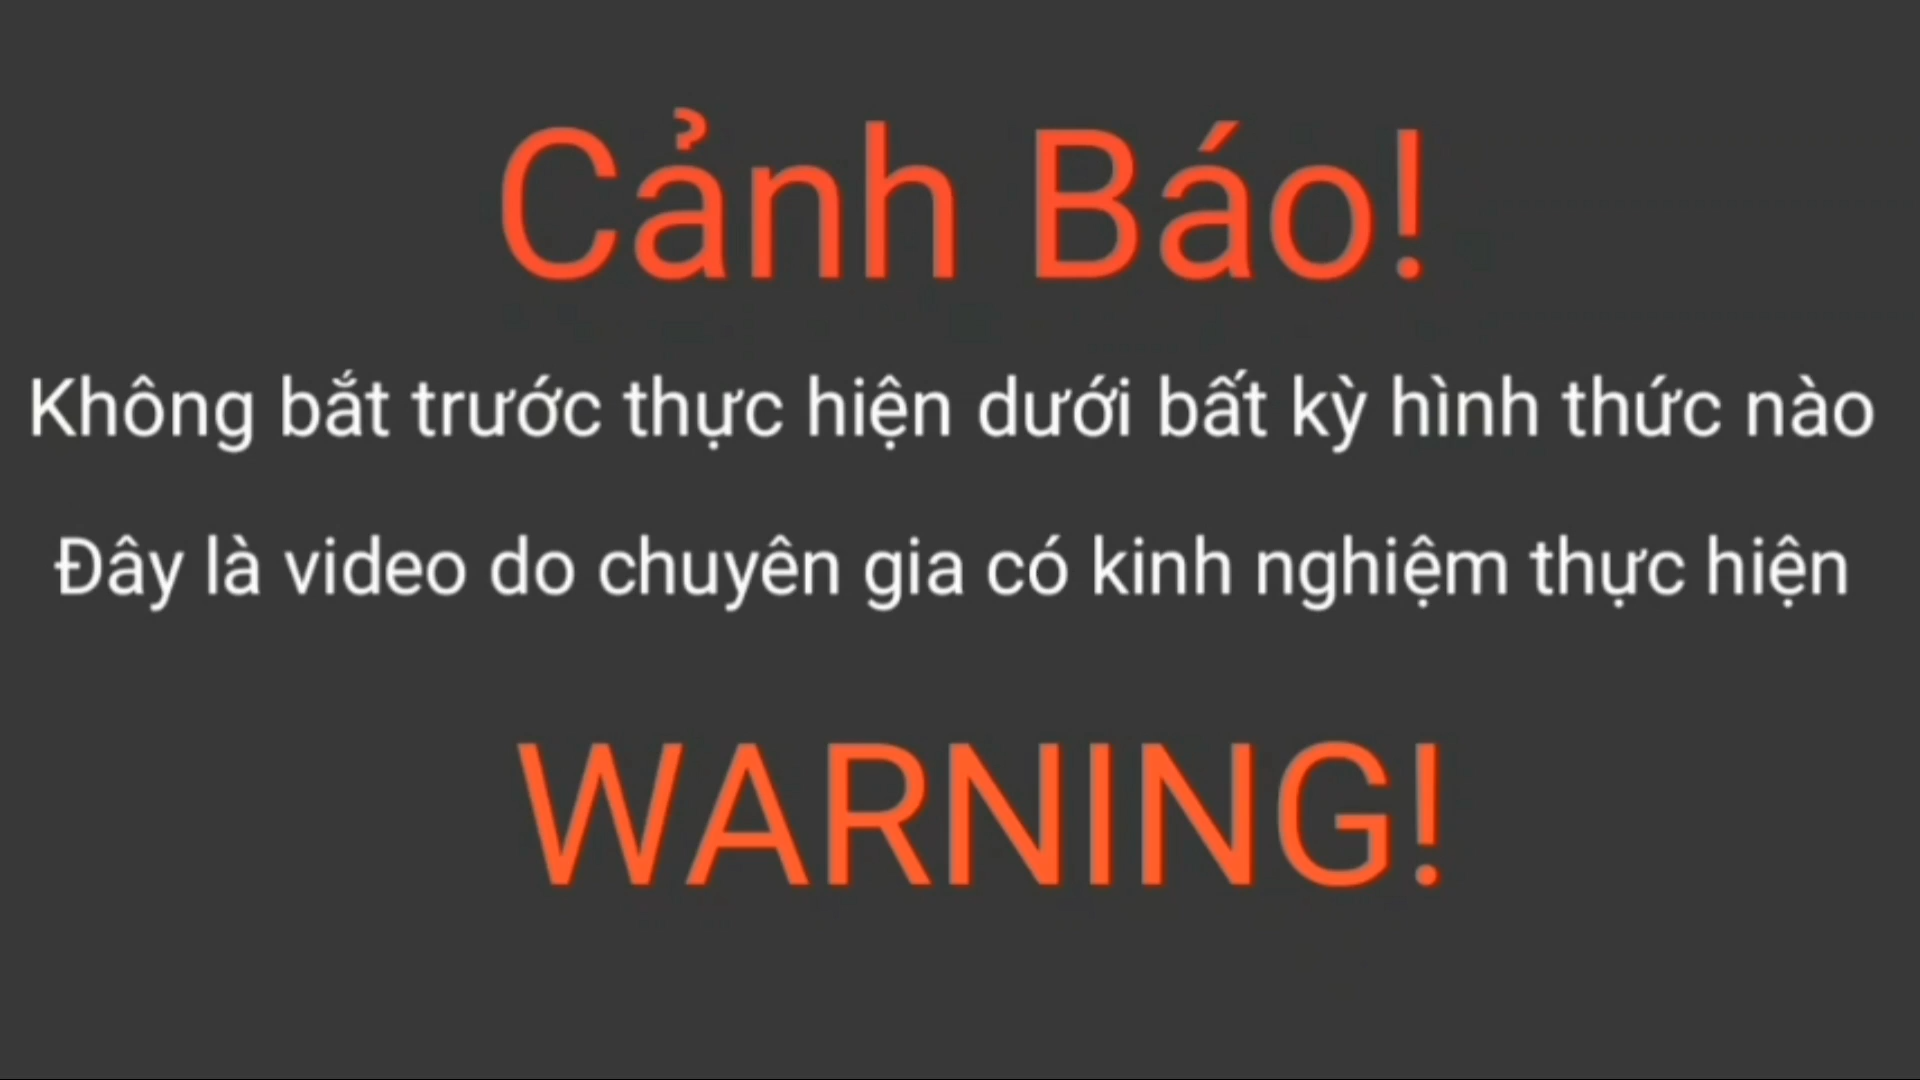 Cảnh Báo!
Không bắt trước thực hiện dưới bất kỳ hình thức nào
Đây là video do chuyên gia có kinh nghiệm thực hiện
WARNING!